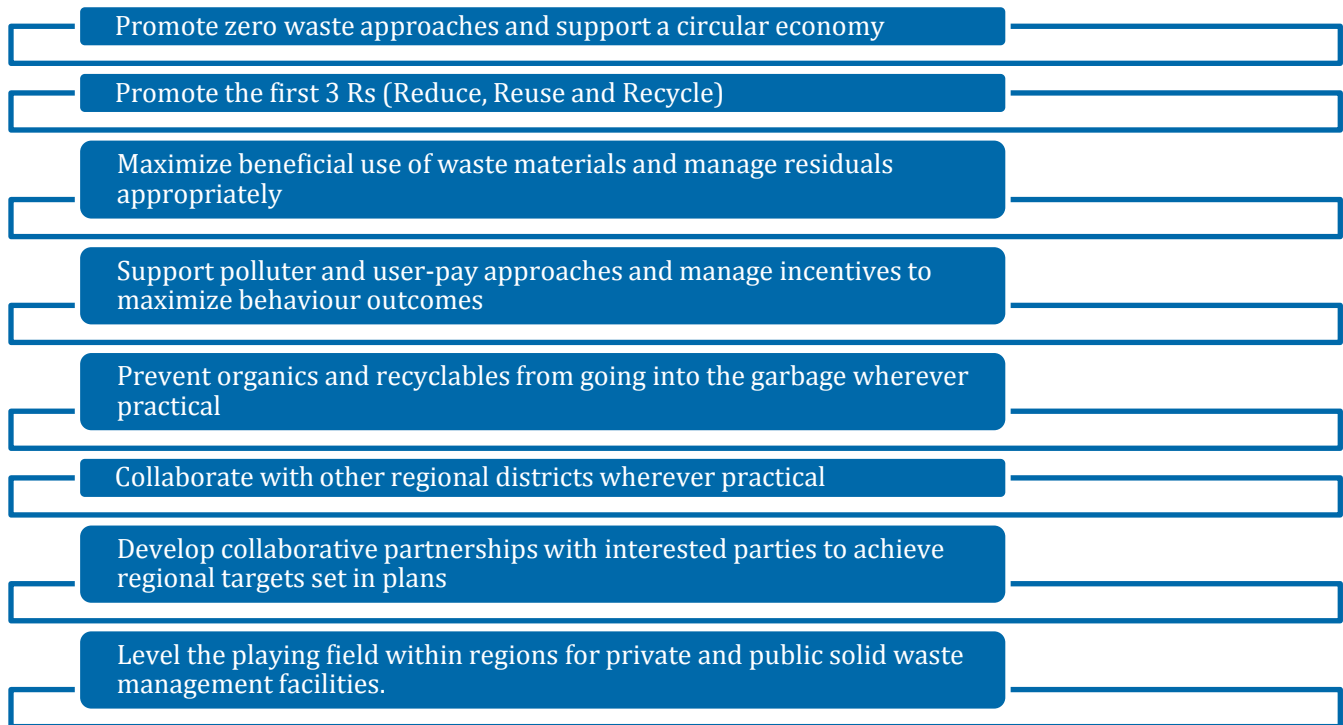 Promote zero waste approaches and support a circular economy
Promote the first 3 Rs (Reduce, Reuse and Recycle)
Maximize beneficial use of waste materials and manage residuals
appropriately
Support polluter and user-pay approaches and manage incentives to
maximize behaviour outcomes
Prevent organics and recyclables from going into the garbage wherever
practical
Collaborate with other regional districts wherever practical
Develop collaborative partnerships with interested parties to achieve
regional targets set in plans
Level the playing field within regions for private and public solid waste
management facilities.